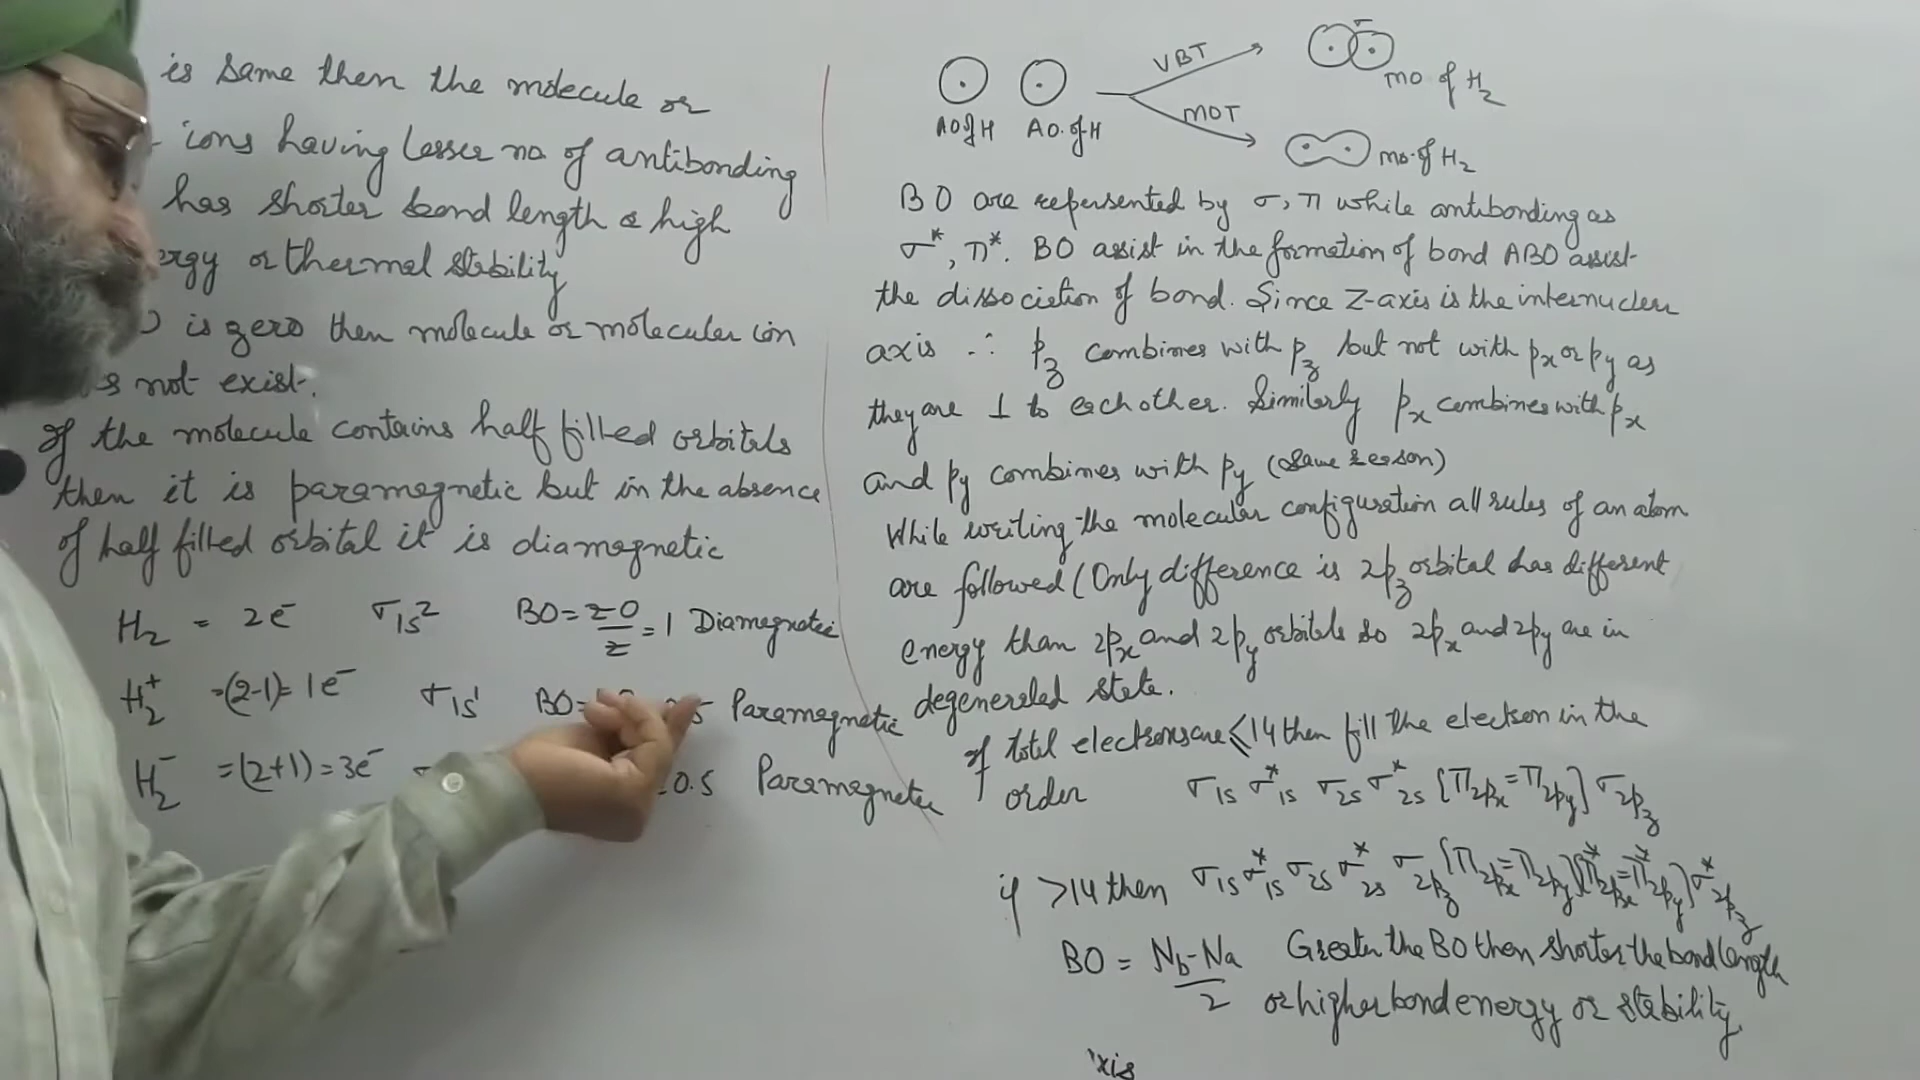 is same then the molecule or
ions having lesser no of antibonding
has shorter bond length & high
ergy or thermal stability
is zero then molecule or molecular ion
s not exist.
If the molecule contains half filled orbitals
then it is paramagnetic but in the absence
of half filled orbital it is diamagnetic
H₂ = 2e⁻ σ1s² BO = 2-0/2 = 1 Diamagnetic
H₂⁺ = (2-1) = 1e⁻ σ1s¹ BO = Paramagnetic
H₂⁻ = (2+1) = 3e⁻ 0.5 Paramagnetic
AO of H AO. of H VBT σ MO of H₂
MOT MO. of H₂
BO are repersented by σ, π while antibonding as
σ*, π*. BO assist in the formation of bond ABO assist
the dissociation of bond. Since Z-axis is the internuclear
axis ∴ pz combines with pz but not with px or py as
they are ⊥ to each other. Similarly px combines with px
and py combines with py (same reason)
While writing the molecular configuration all rules of an atom
are followed (Only difference is 2pz orbital has different
energy than 2px and 2py orbitals so 2px and 2py are in
degenerated state.
If total electrons are ≤ 14 then fill the electron in the
order σ1s σ*1s σ2s σ*2s [π2px = π2py] σ2pz
if >14 then σ1s σ*1s σ2s σ*2s σ2pz [π2px = π2py] [π*2px = π*2py] σ*2pz
BO = Nb-Na/2 Greater the BO then shorter the bond length
or higher bond energy or stability.
xis